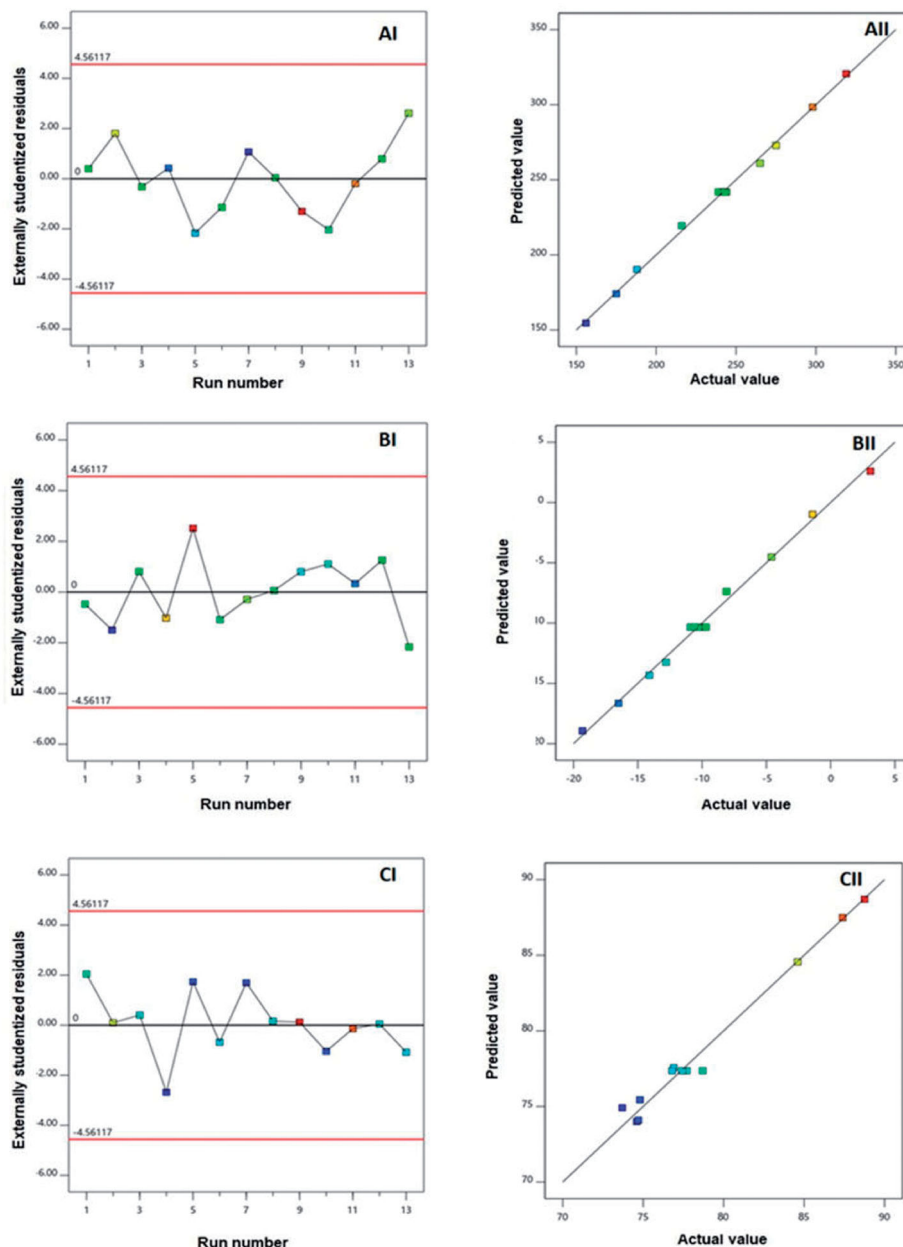 AI
6.00
4.56117
4.00
2.00
0
0.00
-2.00
-4.00
-4.56117
-6.00
1 3 5 7 9 11 13
Run number
Externally studentized residuals
AII
350
300
250
200
150
150 200 250 300 350
Actual value
Predicted value
BI
6.00
4.56117
4.00
2.00
0
0.00
-2.00
-4.00
-4.56117
-6.00
1 3 5 7 9 11 13
Run number
Externally studentized residuals
BII
5
0
-5
10
15
20
-20 -15 -10 -5 0 5
Actual value
Predicted value
CI
6.00
4.56117
4.00
2.00
0
0.00
-2.00
-4.00
-4.56117
-6.00
1 3 5 7 9 11 13
Run number
Externally studentized residuals
CII
90
85
80
75
70
70 75 80 85 90
Actual value
Predicted value